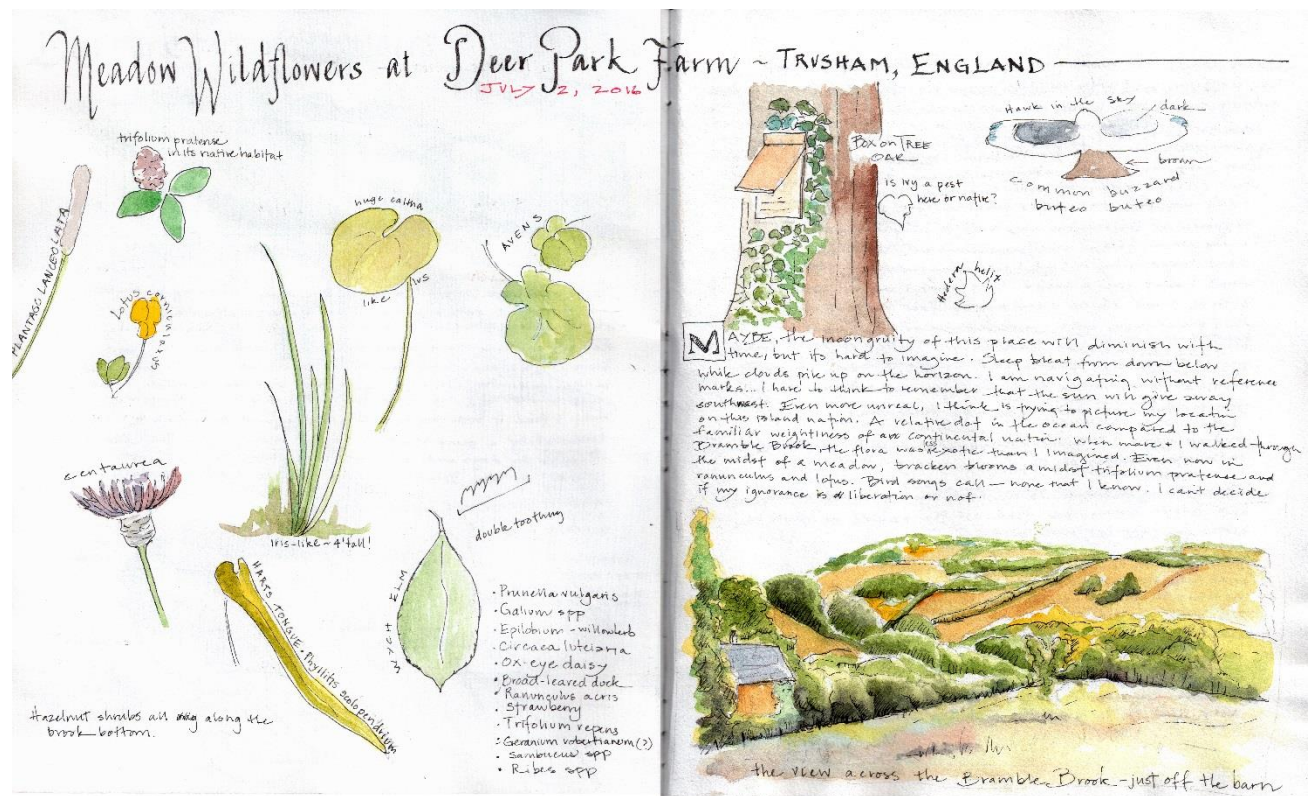 Meadow Wildflowers at Deer Park Farm ~ TRUSHAM, ENGLAND
JULY 2, 2016
trifolium pratense
in its native habitat
PLANTAGO LANCEOLATA
Lotus corniculatus
huge caltha
like lvs
AVENS
centaurea
Iris-like ~ 4' tall!
double toothing
WYCH ELM
HARTS TONGUE - Phyllitis scolopendrium
Hazelnut shrubs all along the
brook bottom.
· Prunella vulgaris
· Galium spp
· Epilobium - willowherb
· Circaea lutetiana
· Ox-eye daisy
· Broad-leaved dock
· Ranunculus acris
· Strawberry
· Trifolium repens
· Geranium robertianum (?)
· Sambucus spp
· Ribes spp
BOX ON TREE
OAK
is ivy a pest
here or native?
Hawk in the sky
dark
brown
common buzzard
buteo buteo
Hedera helix
MAYBE, the incongruity of this place will diminish with
time, but its hard to imagine. Sheep bleat from down below
while clouds pile up on the horizon. I am navigating without reference
marks... I have to think to remember that the sun will give away
southwest. Even more unreal, I think is trying to picture my location
on this island nation. A relative dot in the ocean compared to the
familiar weightiness of a continental nation. When + I walked through
Bramble Brook, the flora was less exotic than I imagined. Even now in
the midst of a meadow, bracken blooms amidst trifolium pratense and
ranunculus and lotus. Bird songs call — none that I know. I can't decide
if my ignorance is liberation or not.
the view across the Bramble Brook - just off the barn